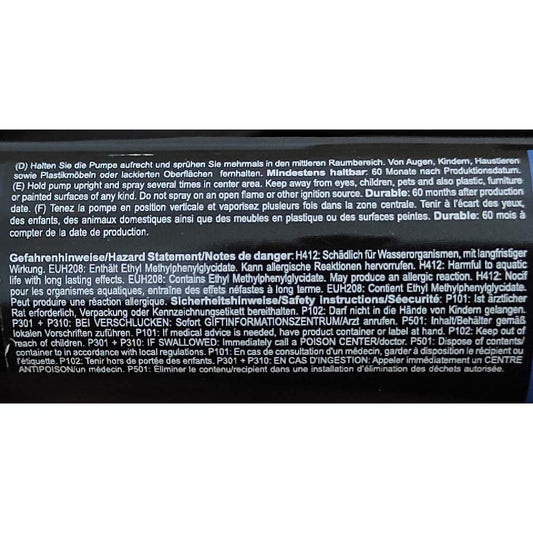 (D) Halten Sie die Pumpe aufrecht und sprühen Sie mehrmals in den mittleren Raumbereich. Von Augen, Kindern, Haustieren
sowie Plastikmöbeln oder lackierten Oberflächen fernhalten. Mindestens haltbar: 60 Monate nach Produktionsdatum.
(E) Hold pump upright and spray several times in center area. Keep away from eyes, children, pets and also plastic, furniture
or painted surfaces of any kind. Do not spray on an open flame or other ignition source. Durable: 60 months after production
date. (F) Tenez la pompe en position verticale et vaporisez plusieurs fois dans la zone centrale. Tenir à l'écart des yeux,
des enfants, des animaux domestiques ainsi que des meubles en plastique ou des surfaces peintes. Durable: 60 mois à
compter de la date de production.
Gefahrenhinweise/Hazard Statement/Notes de danger: H412: Schädlich für Wasserorganismen, mit langfristiger
Wirkung. EUH208: Enthält Ethyl Methylphenylglycidate. Kann allergische Reaktionen hervorrufen. H412: Harmful to aquatic
life with long lasting effects. EUH208: Contains Ethyl Methylphenylglycidate. May produce an allergic reaction. H412: Nocif
pour les organismes aquatiques, entraîne des effets néfastes à long terme. EUH208: Contient Ethyl Methylphenylglycidate.
Peut produire une réaction allergique. Sicherheitshinweise/Safety Instructions/Séecurité: P101: Ist ärztlicher
Rat erforderlich, Verpackung oder Kennzeichnungsetikett bereithalten. P102: Darf nicht in die Hände von Kindern gelangen.
P301 + P310: BEI VERSCHLUCKEN: Sofort GIFTINFORMATIONSZENTRUM/Arzt anrufen. P501: Inhalt/Behälter gemäß
lokalen Vorschriften zuführen. P101: If medical advice is needed, have product container or label at hand. P102: Keep out of
reach of children. P301 + P310: IF SWALLOWED: Immediately call a POISON CENTER/doctor. P501: Dispose of contents/
container to in accordance with local regulations. P101: En cas de consultation d'un médecin, garder à disposition le récipient ou
l'étiquette. P102: Tenir hors de portée des enfants. P301 + P310: EN CAS D'INGESTION: Appeler immédiatement un CENTRE
ANTIPOISON/un médecin. P501: Éliminer le contenu/récipient dans une installation d'élimination des déchets autorisée.